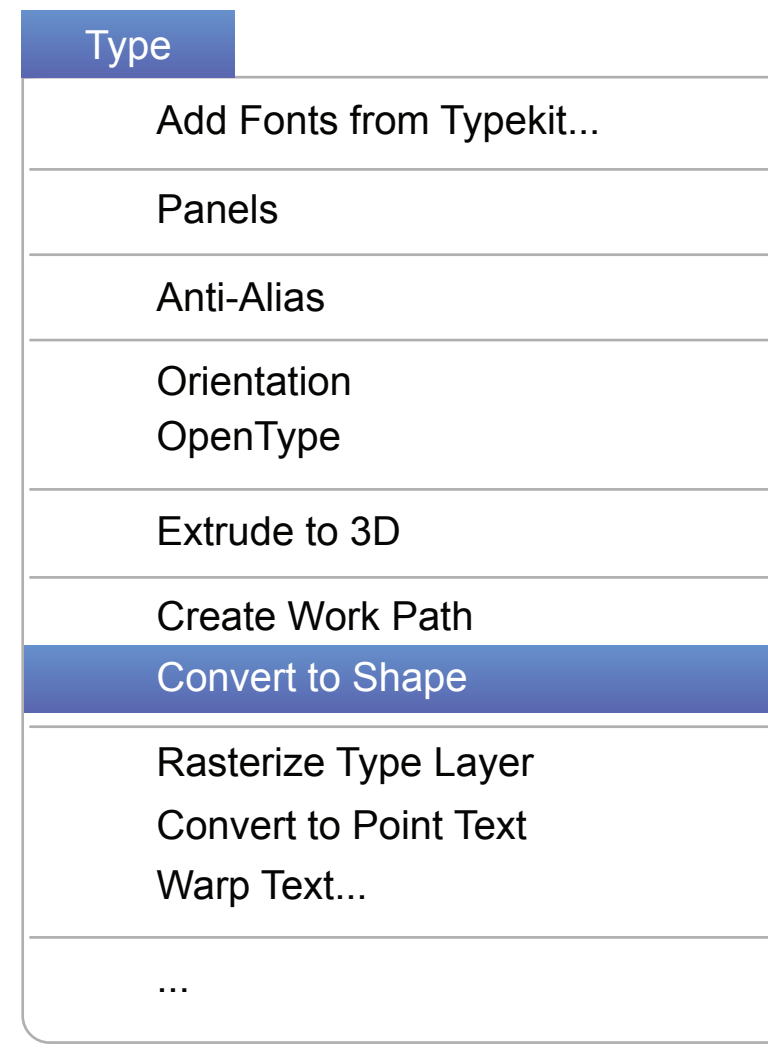 Type
Add Fonts from Typekit...
Panels
Anti-Alias
Orientation
OpenType
Extrude to 3D
Create Work Path
Convert to Shape
Rasterize Type Layer
Convert to Point Text
Warp Text...
...